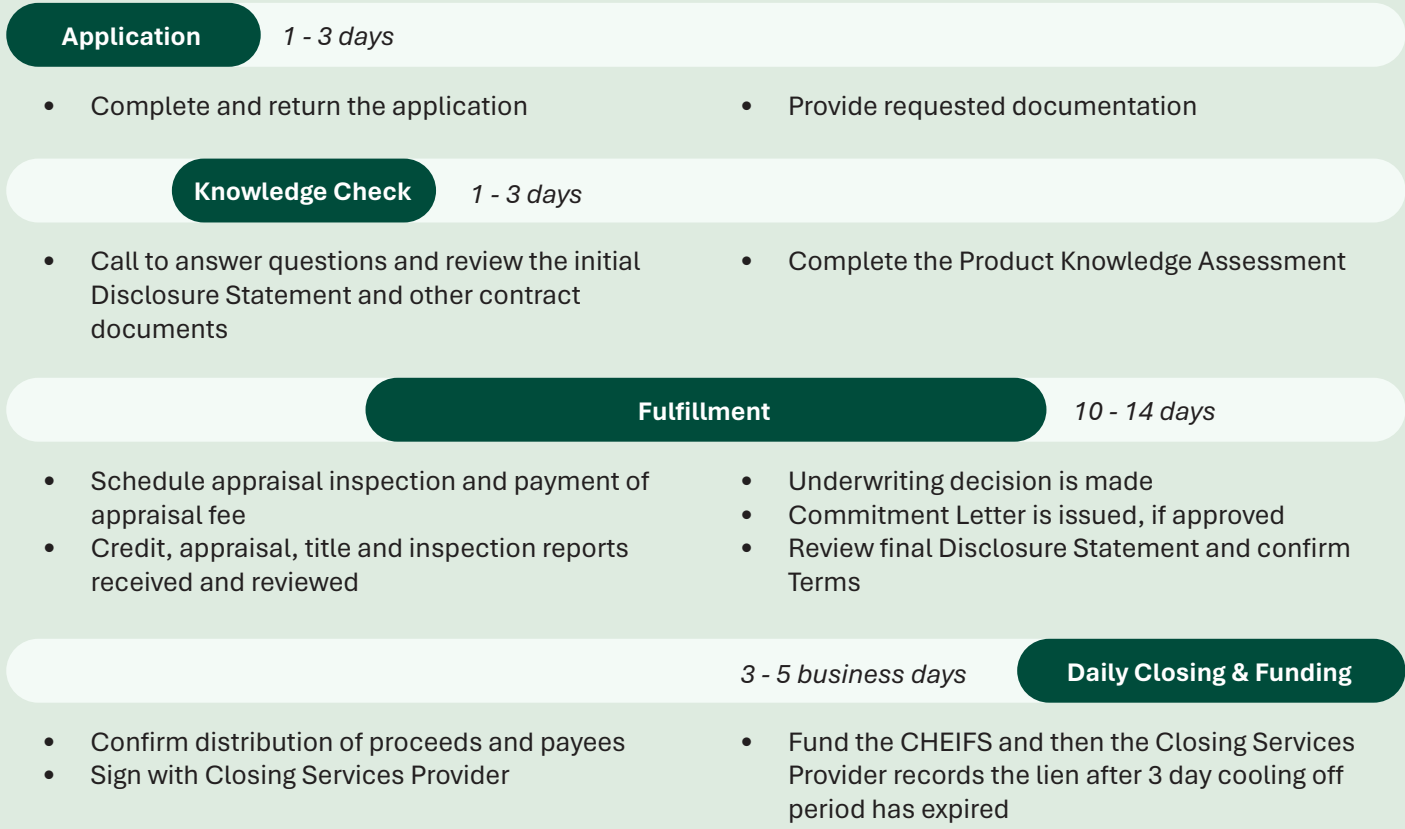 Application
1 - 3 days
• Complete and return the application
• Provide requested documentation
Knowledge Check
1 - 3 days
• Call to answer questions and review the initial
Disclosure Statement and other contract
documents
• Complete the Product Knowledge Assessment
Fulfillment
10 - 14 days
• Schedule appraisal inspection and payment of
appraisal fee
• Credit, appraisal, title and inspection reports
received and reviewed
• Underwriting decision is made
• Commitment Letter is issued, if approved
• Review final Disclosure Statement and confirm
Terms
3 - 5 business days
Daily Closing & Funding
• Confirm distribution of proceeds and payees
• Sign with Closing Services Provider
• Fund the CHEIFS and then the Closing Services
Provider records the lien after 3 day cooling off
period has expired